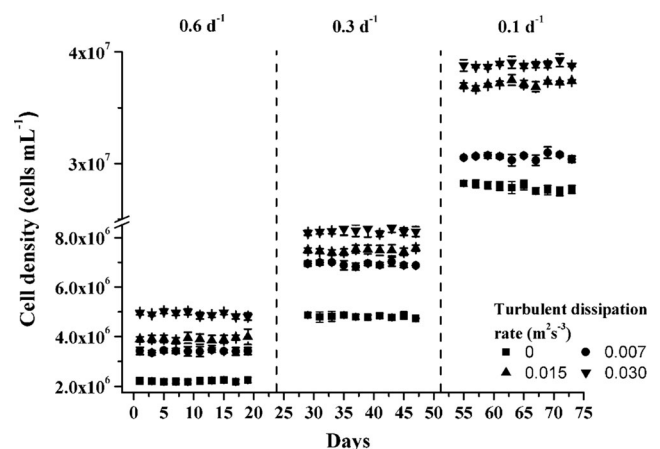 0.6 d⁻¹ 0.3 d⁻¹ 0.1 d⁻¹
4x10⁷
3x10⁷
8.0x10⁶
6.0x10⁶
4.0x10⁶
2.0x10⁶
Cell density (cells mL⁻¹)
Turbulent dissipation
rate (m²s⁻³)
0 0.007
0.015 0.030
0 5 10 15 20 25 30 35 40 45 50 55 60 65 70 75
Days